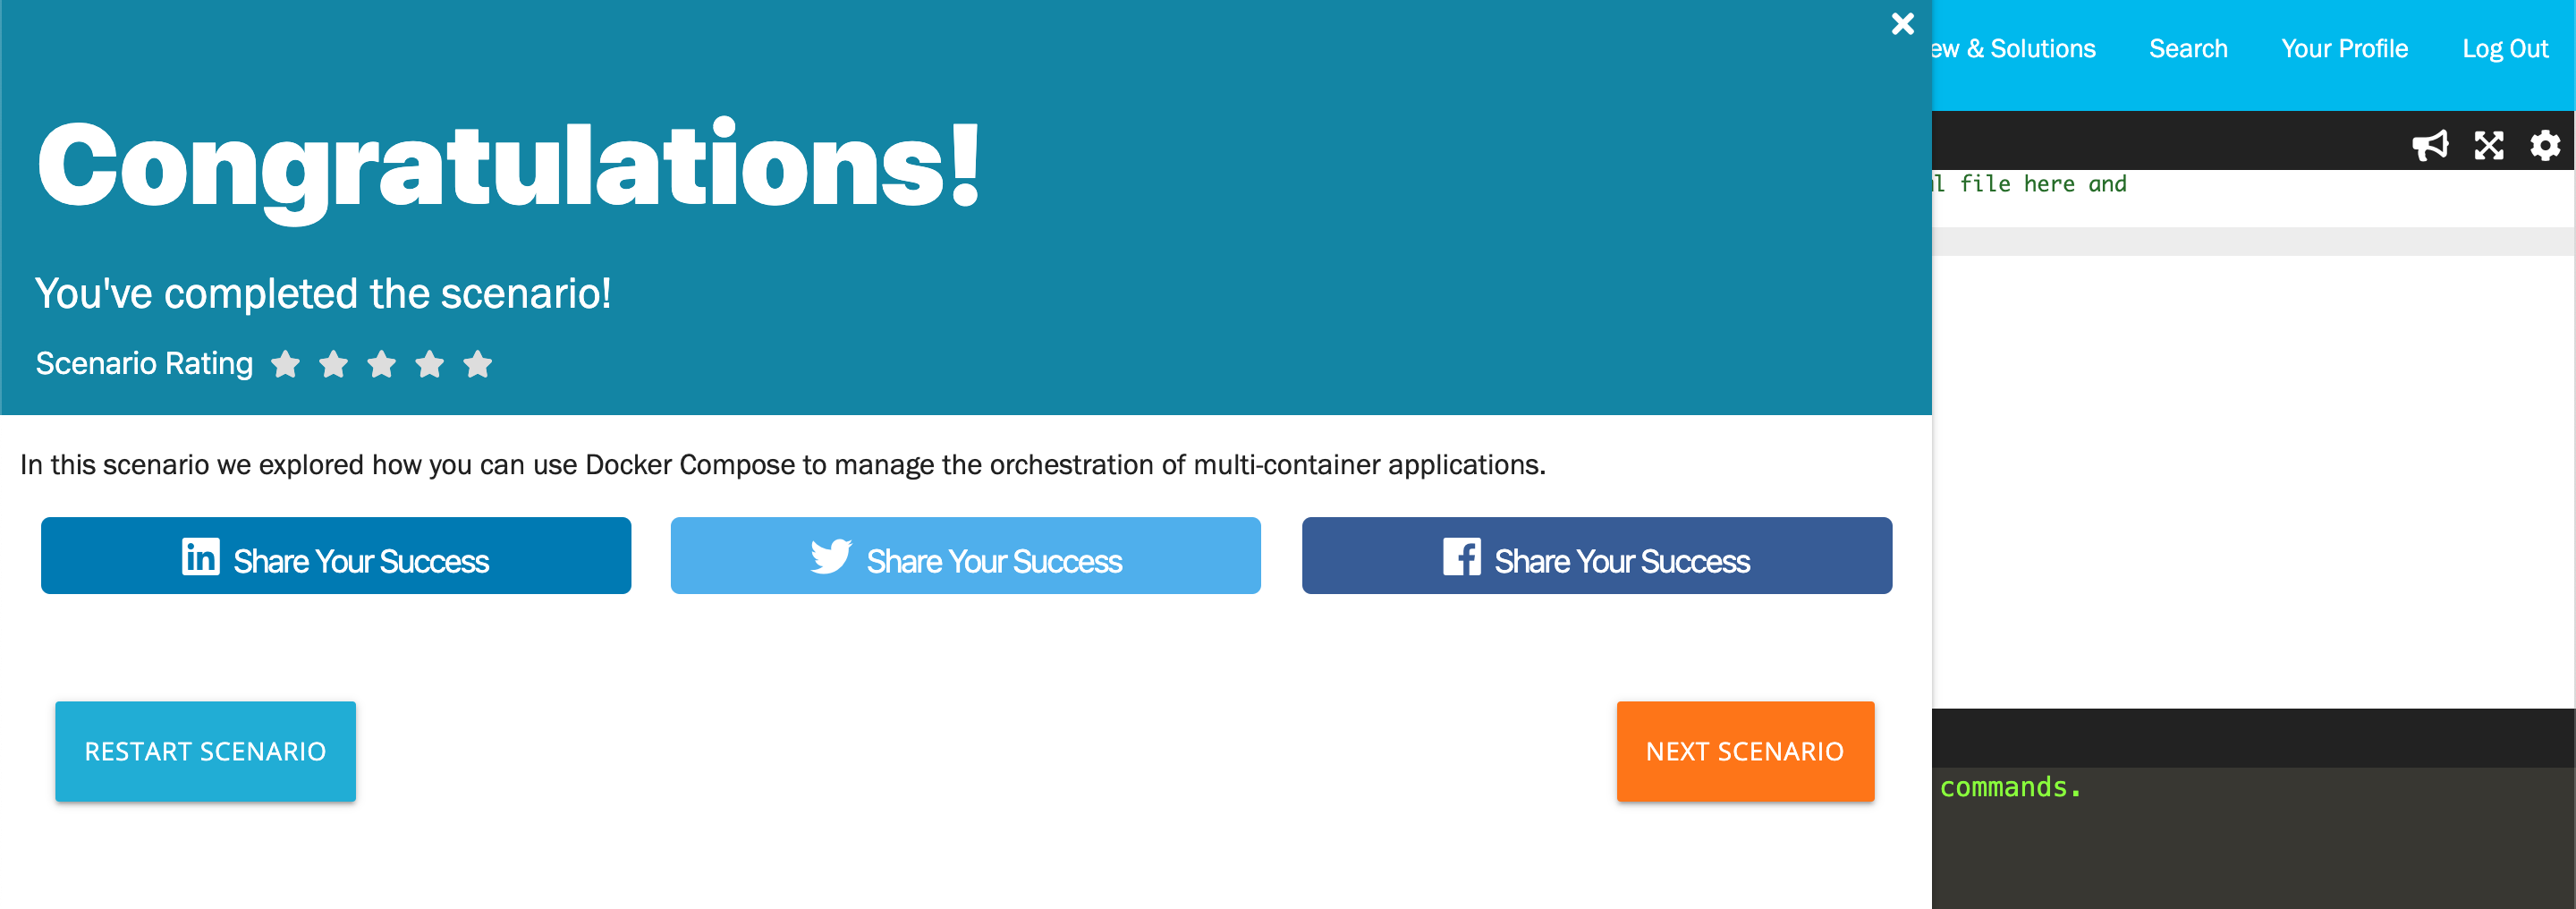 & Solutions
Search
Your Profile
Log Out
file here and
Congratulations!
You've completed the scenario!
Scenario Rating
In this scenario we explored how you can use Docker Compose to manage the orchestration of multi-container applications.
in Share Your Success
Share Your Success
f Share Your Success
RESTART SCENARIO
NEXT SCENARIO
commands.